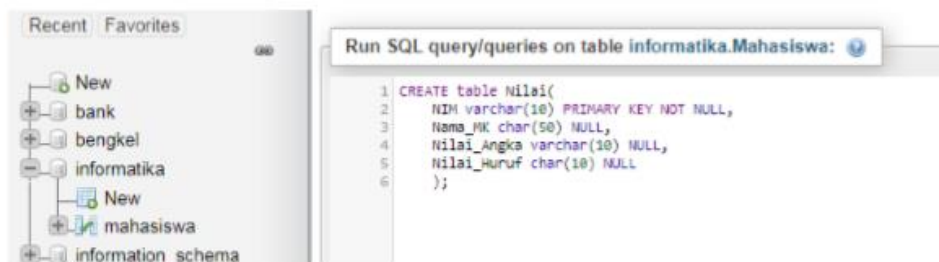 Recent Favorites
New
bank
bengkel
informatika
New
mahasiswa
information_schema
Run SQL query/queries on table informatika.Mahasiswa:
1 CREATE table Nilai(
2 NIM varchar(10) PRIMARY KEY NOT NULL,
3 Nama_MK char(50) NULL,
4 Nilai_Angka varchar(10) NULL,
5 Nilai_Huruf char(10) NULL
6 );